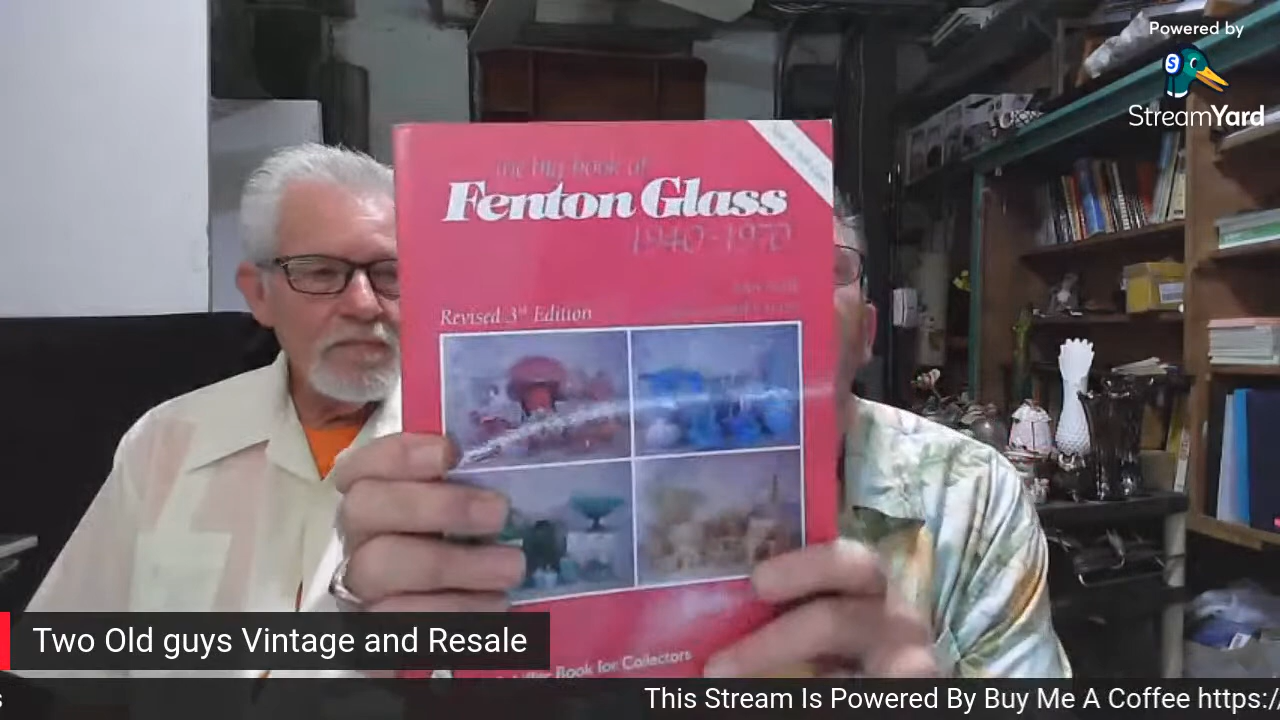 Powered by
StreamYard
the big book of
Fenton Glass
1940-1970
Revised 3rd Edition
Book for Collectors
Two Old guys Vintage and Resale
s This Stream Is Powered By Buy Me A Coffee https:/